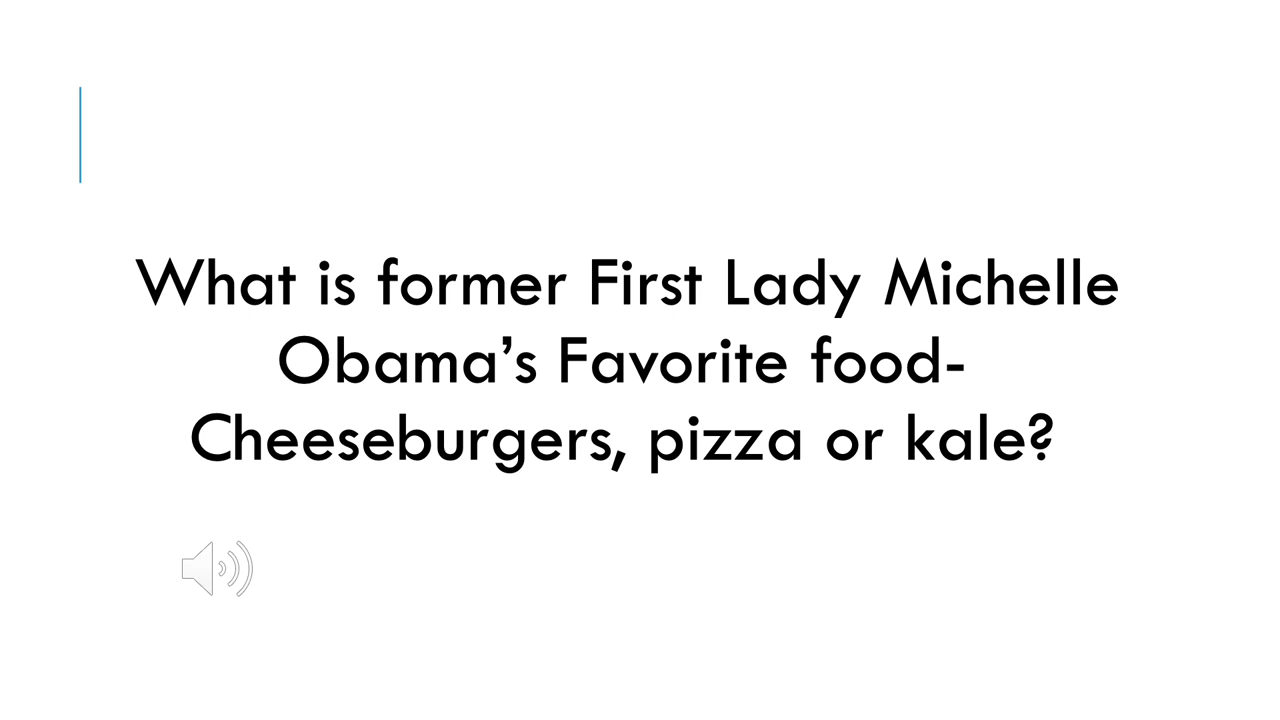 What is former First Lady Michelle
Obama’s Favorite food-
Cheeseburgers, pizza or kale?